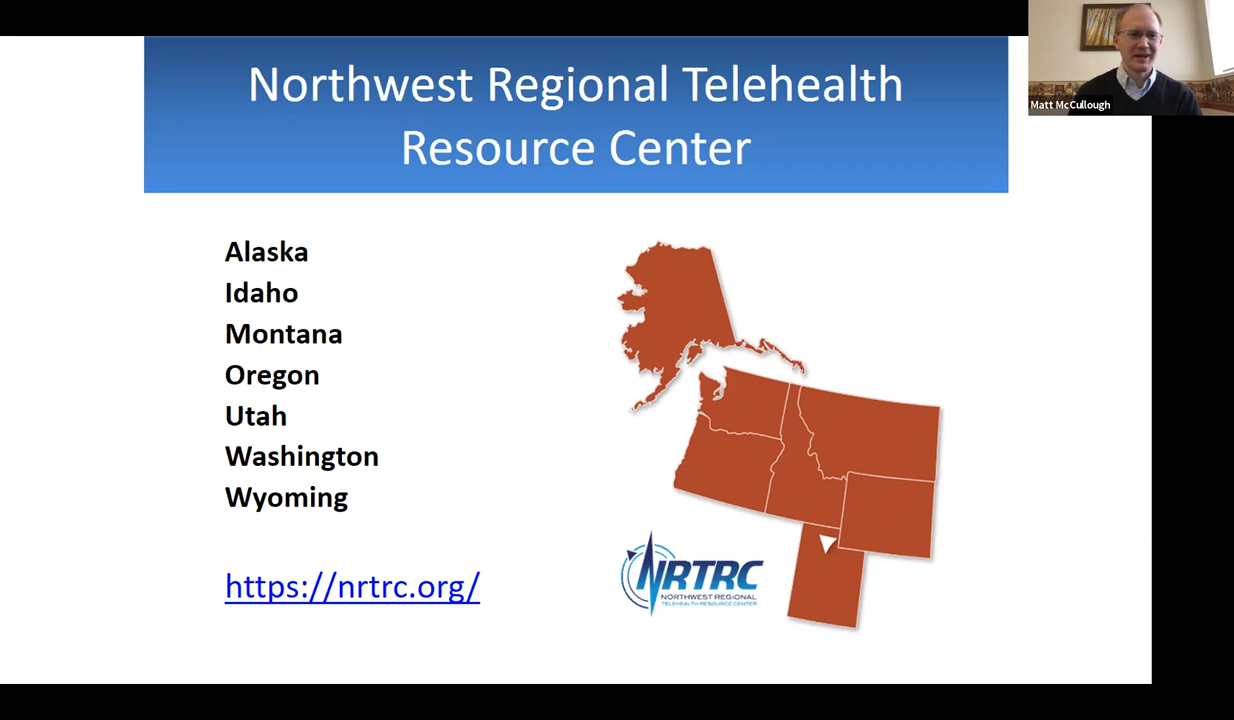 Northwest Regional Telehealth
Resource Center
Matt McCullough
Alaska
Idaho
Montana
Oregon
Utah
Washington
Wyoming
https://nrtrc.org/
NRTRC
NORTHWEST REGIONAL
TELEHEALTH RESOURCE CENTER